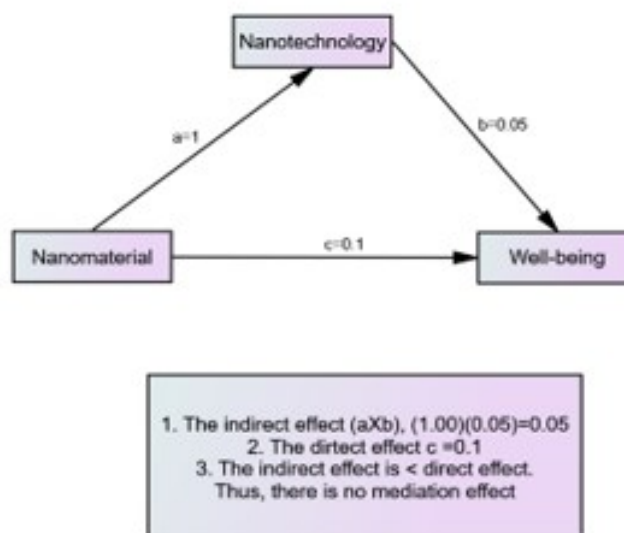 Nanotechnology
a=1
b=0.05
Nanomaterial
c=0.1
Well-being
1. The indirect effect (aXb), (1.00)(0.05)=0.05
2. The dirtect effect c =0.1
3. The indirect effect is < direct effect.
Thus, there is no mediation effect